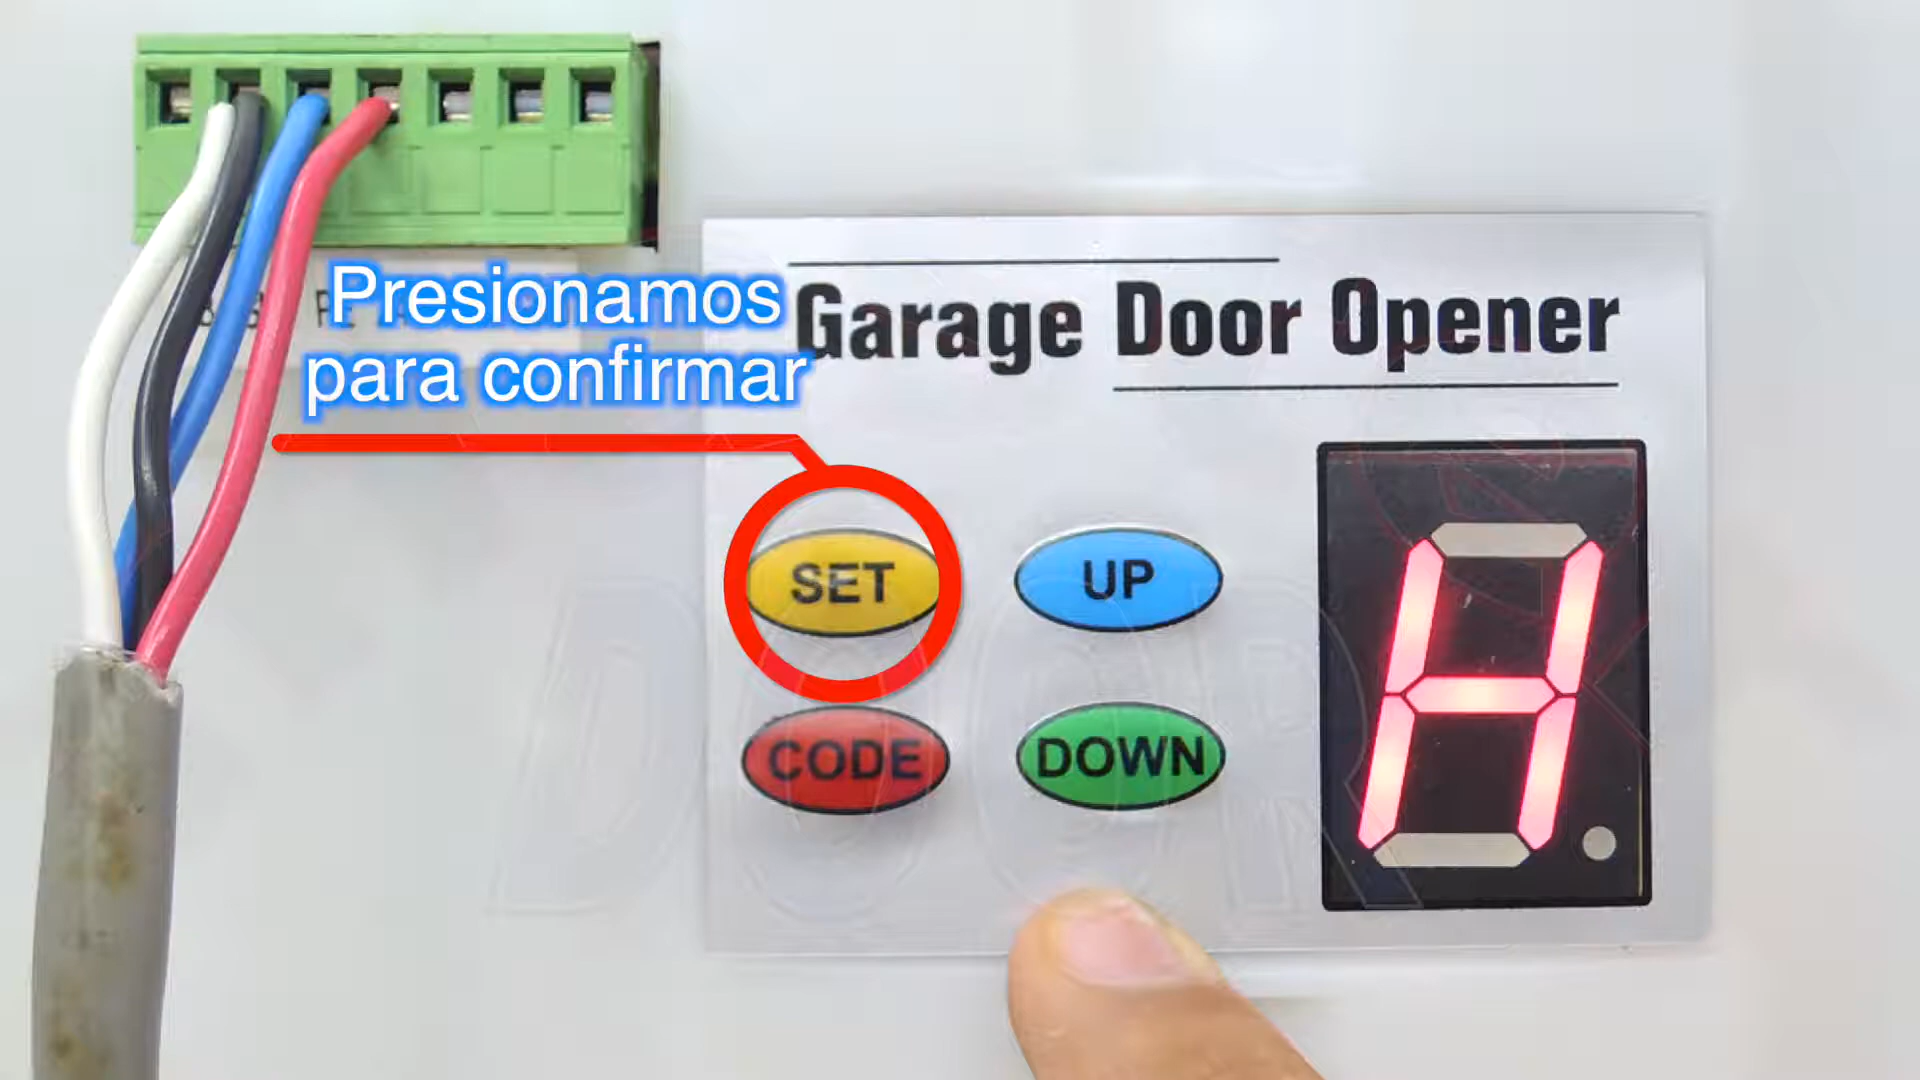 Presionamos
para confirmar
Garage Door Opener
SET
UP
CODE
DOWN
H